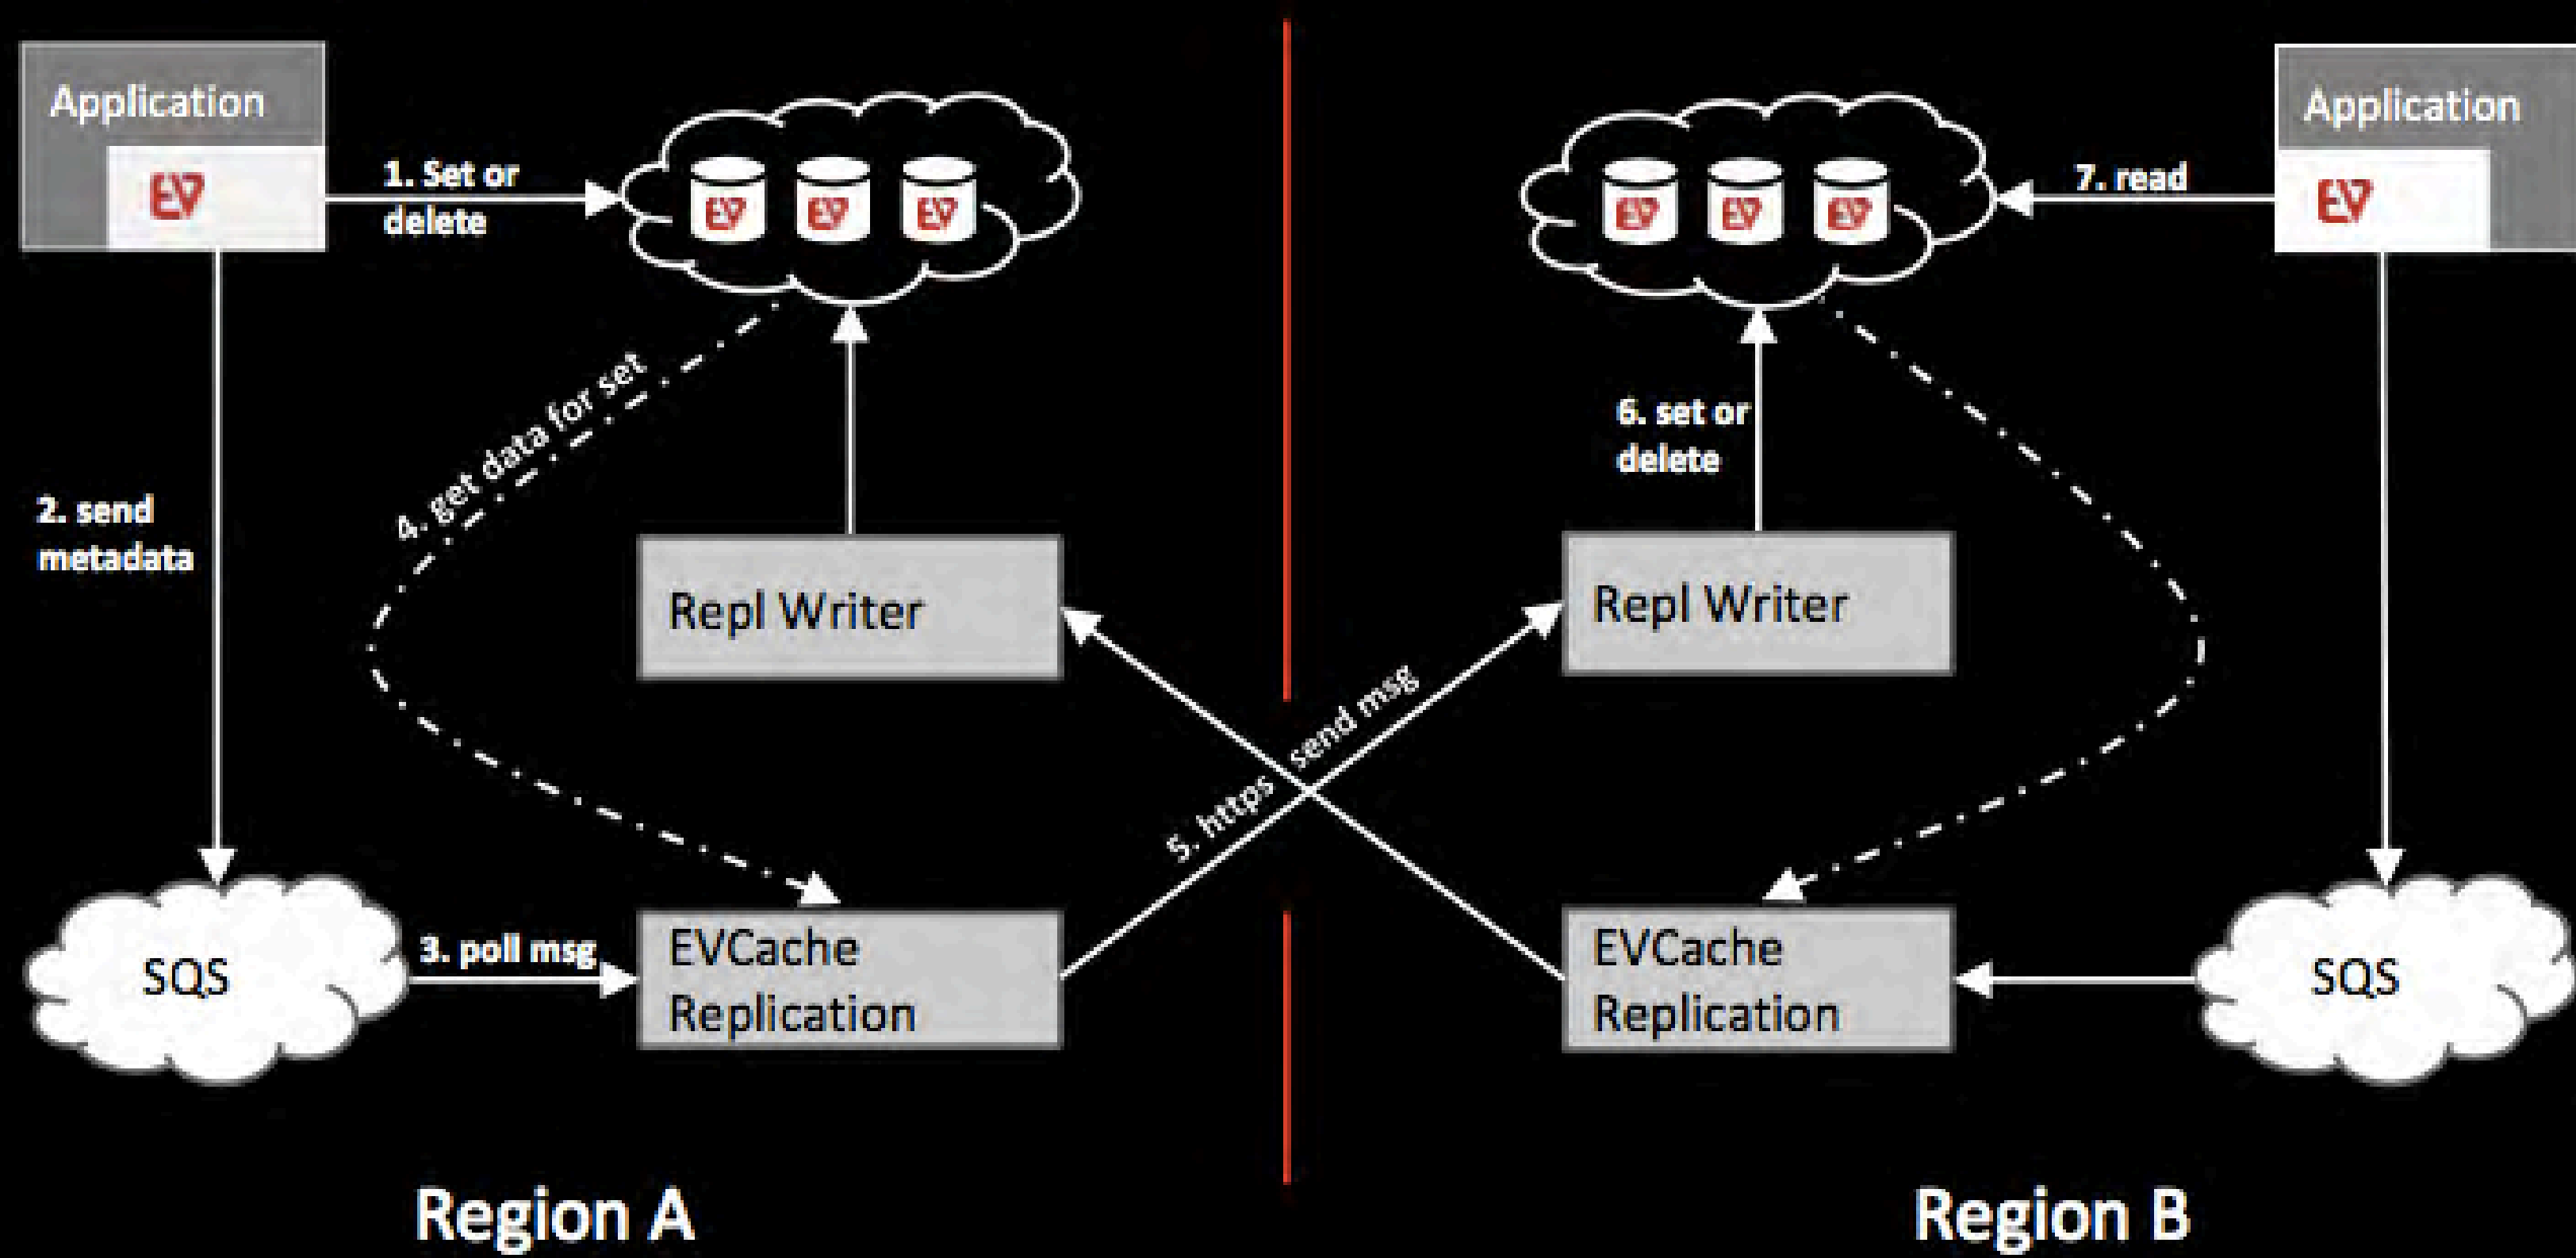 Application
EV
1. Set or
delete
EV EV EV
EV EV EV
7. read
Application
EV
4. get data for set
2. send
metadata
6. set or
delete
Repl Writer
Repl Writer
5. https send msg
SQS
3. poll msg
EVCache
Replication
EVCache
Replication
SQS
Region A
Region B